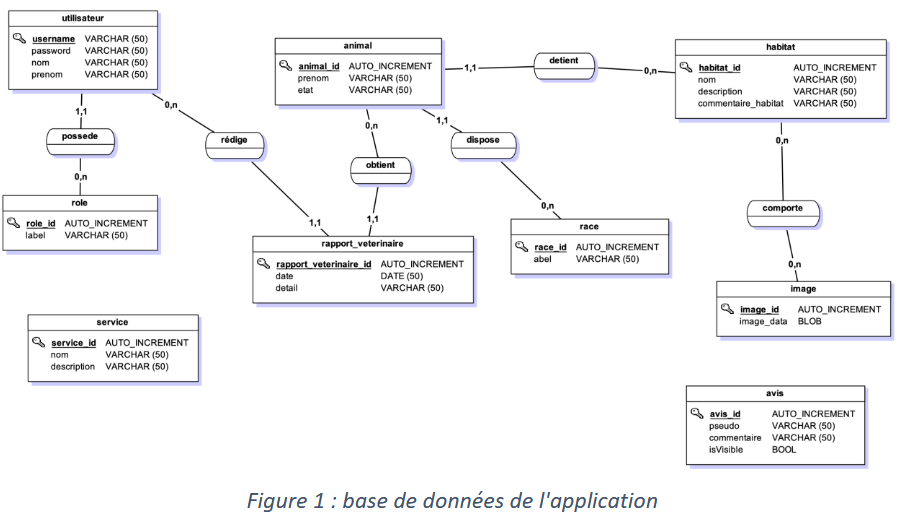 utilisateur
username VARCHAR (50)
password VARCHAR (50)
nom VARCHAR (50)
prenom VARCHAR (50)
1,1
possede
0,n
role
role_id AUTO_INCREMENT
label VARCHAR (50)
0,n
rédige
1,1
animal
animal_id AUTO_INCREMENT
prenom VARCHAR (50)
etat VARCHAR (50)
0,n
obtient
1,1
rapport_veterinaire
rapport_veterinaire_id AUTO_INCREMENT
date DATE (50)
detail VARCHAR (50)
1,1
dispose
0,n
race
race_id AUTO_INCREMENT
abel VARCHAR (50)
1,1
detient
0,n
habitat
habitat_id AUTO_INCREMENT
nom VARCHAR (50)
description VARCHAR (50)
commentaire_habitat VARCHAR (50)
0,n
comporte
0,n
image
image_id AUTO_INCREMENT
image_data BLOB
service
service_id AUTO_INCREMENT
nom VARCHAR (50)
description VARCHAR (50)
avis
avis_id AUTO_INCREMENT
pseudo VARCHAR (50)
commentaire VARCHAR (50)
isVisible BOOL
Figure 1 : base de données de l'application